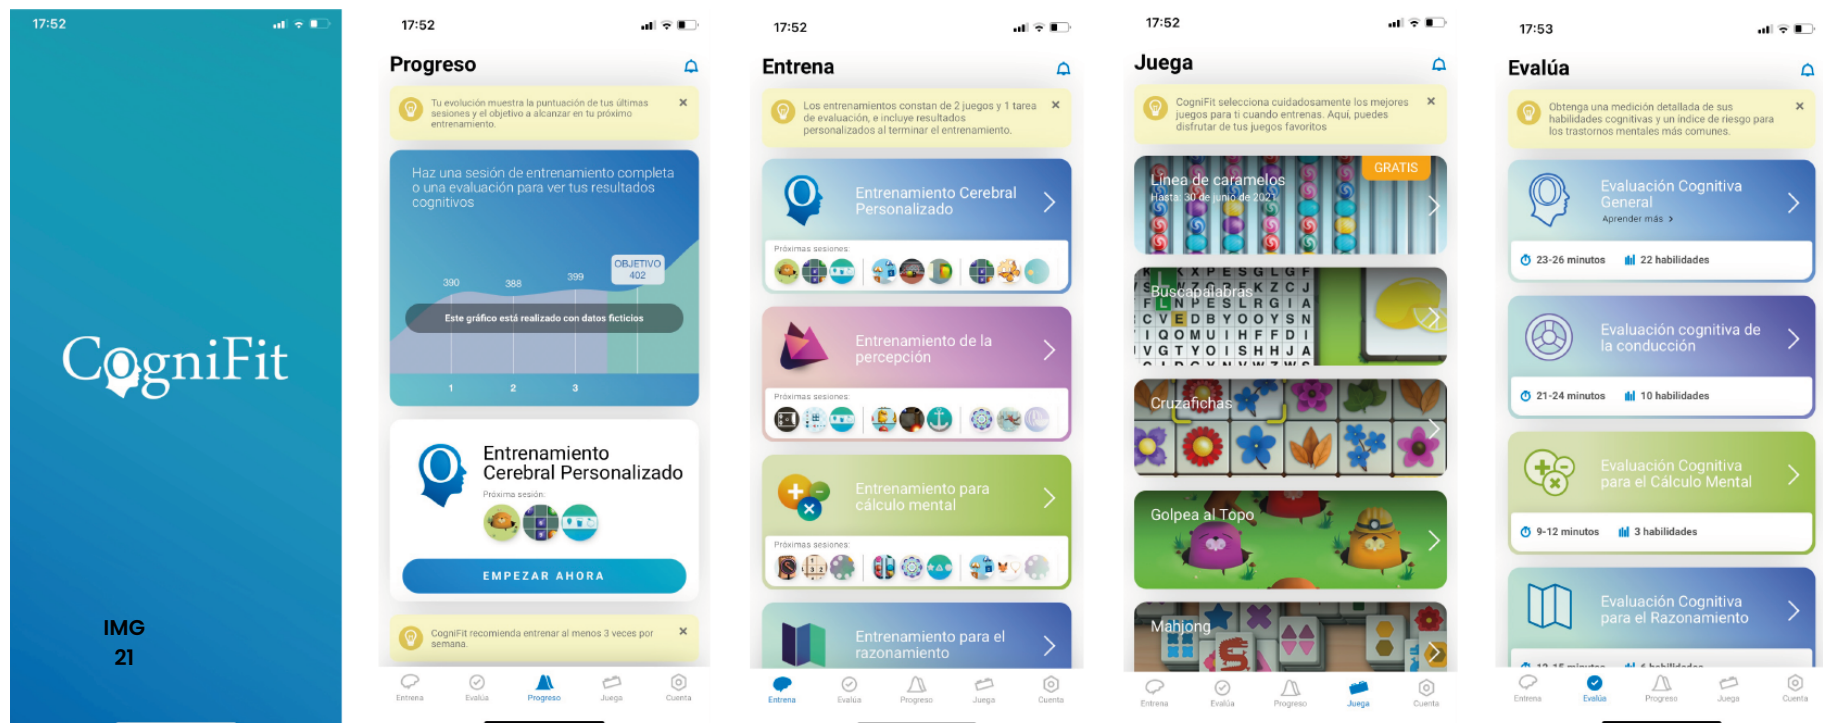 17:52
CogniFit
IMG
21
17:52
Progreso
Tu evolución muestra la puntuación de tus últimas
sesiones y el objetivo a alcanzar en tu próximo
entrenamiento.
Haz una sesión de entrenamiento completa
o una evaluación para ver tus resultados
cognitivos
OBJETIVO
402
390
388
399
Este gráfico está realizado con datos ficticios
1
2
3
Entrenamiento
Cerebral Personalizado
Próxima sesión:
EMPEZAR AHORA
CogniFit recomienda entrenar al menos 3 veces por
semana.
Entrena
Evalúa
Progreso
Juega
Cuenta
17:52
Entrena
Los entrenamientos constan de 2 juegos y 1 tarea
de evaluación, e incluye resultados
personalizados al terminar el entrenamiento.
Entrenamiento Cerebral
Personalizado
Próximas sesiones:
Entrenamiento de la
percepción
Próximas sesiones:
Entrenamiento para
cálculo mental
Próximas sesiones:
Entrenamiento para el
razonamiento
Entrena
Evalúa
Progreso
Juega
Cuenta
17:52
Juega
CogniFit selecciona cuidadosamente los mejores
juegos para ti cuando entrenas. Aquí, puedes
disfrutar de tus juegos favoritos
GRATIS
Línea de caramelos
Hasta: 30 de junio de 2021
Buscapalabras
F L N P E S L R G I A
C V E D B Y O O Y S N
I Q O M U I H F F D I
V G T Y O I S H H J A
Cruzafichas
Golpea al Topo
Mahjong
Entrena
Evalúa
Progreso
Juega
Cuenta
17:53
Evalúa
Obtenga una medición detallada de sus
habilidades cognitivas y un índice de riesgo para
los trastornos mentales más comunes.
Evaluación Cognitiva
General
Aprender más >
23-26 minutos 22 habilidades
Evaluación cognitiva de
la conducción
21-24 minutos 10 habilidades
Evaluación Cognitiva
para el Cálculo Mental
9-12 minutos 3 habilidades
Evaluación Cognitiva
para el Razonamiento
12-15 minutos 6 habilidades
Entrena
Evalúa
Progreso
Juega
Cuenta